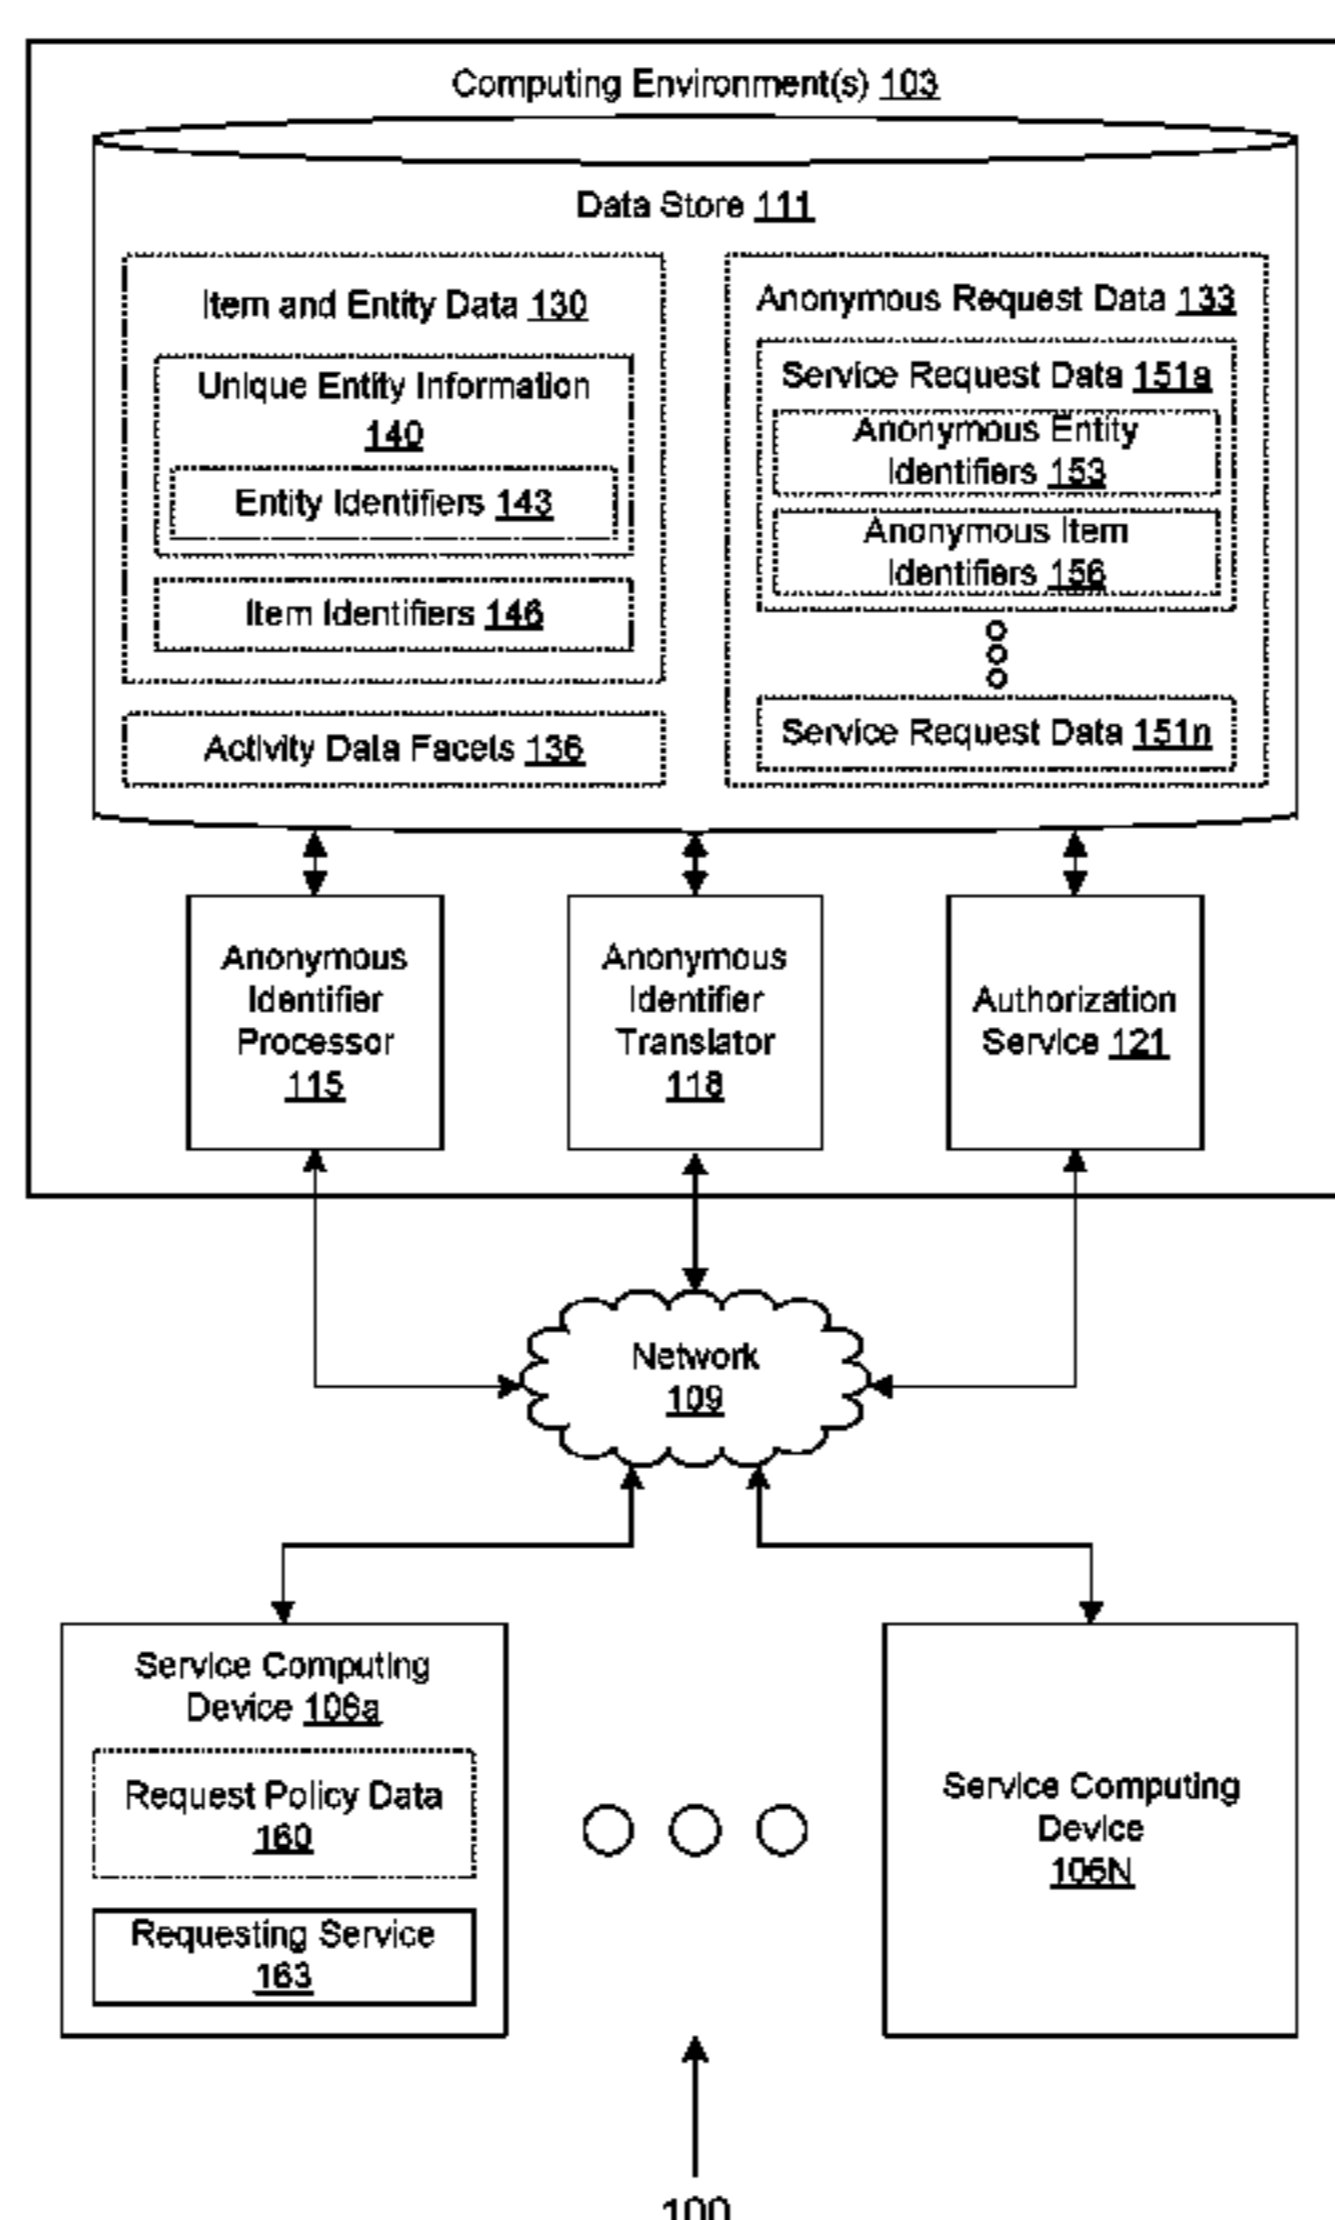 Computing Environment(s) 103
Data Store 111
Item and Entity Data 130
Unique Entity Information
140
Entity Identifiers 143
Item Identifiers 146
Activity Data Facets 136
Anonymous Request Data 133
Service Request Data 151a
Anonymous Entity
Identifiers 153
Anonymous Item
Identifiers 156
Service Request Data 151n
Anonymous
Identifier
Processor
115
Anonymous
Identifier
Translator
118
Authorization
Service 121
Network
109
Service Computing
Device 106a
Request Policy Data
160
Requesting Service
163
Service Computing
Device
106N
100